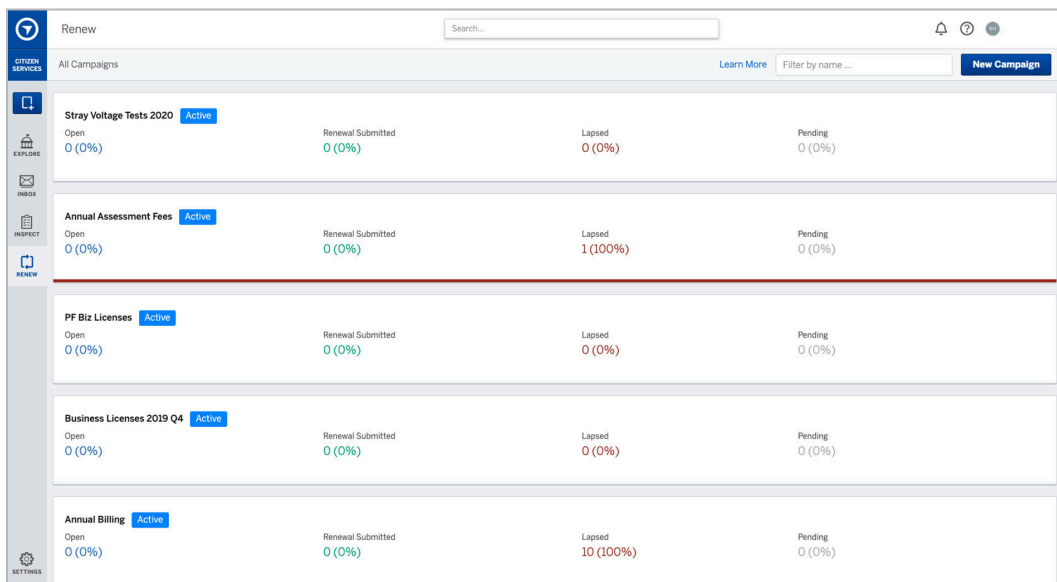 Renew
Search...
CITIZEN
SERVICES
All Campaigns
Learn More
Filter by name ...
New Campaign
EXPLORE
INBOX
INSPECT
RENEW
SETTINGS
Stray Voltage Tests 2020 Active
Open Renewal Submitted Lapsed Pending
0 (0%) 0 (0%) 0 (0%) 0 (0%)
Annual Assessment Fees Active
Open Renewal Submitted Lapsed Pending
0 (0%) 0 (0%) 1 (100%) 0 (0%)
PF Biz Licenses Active
Open Renewal Submitted Lapsed Pending
0 (0%) 0 (0%) 0 (0%) 0 (0%)
Business Licenses 2019 Q4 Active
Open Renewal Submitted Lapsed Pending
0 (0%) 0 (0%) 0 (0%) 0 (0%)
Annual Billing Active
Open Renewal Submitted Lapsed Pending
0 (0%) 0 (0%) 10 (100%) 0 (0%)